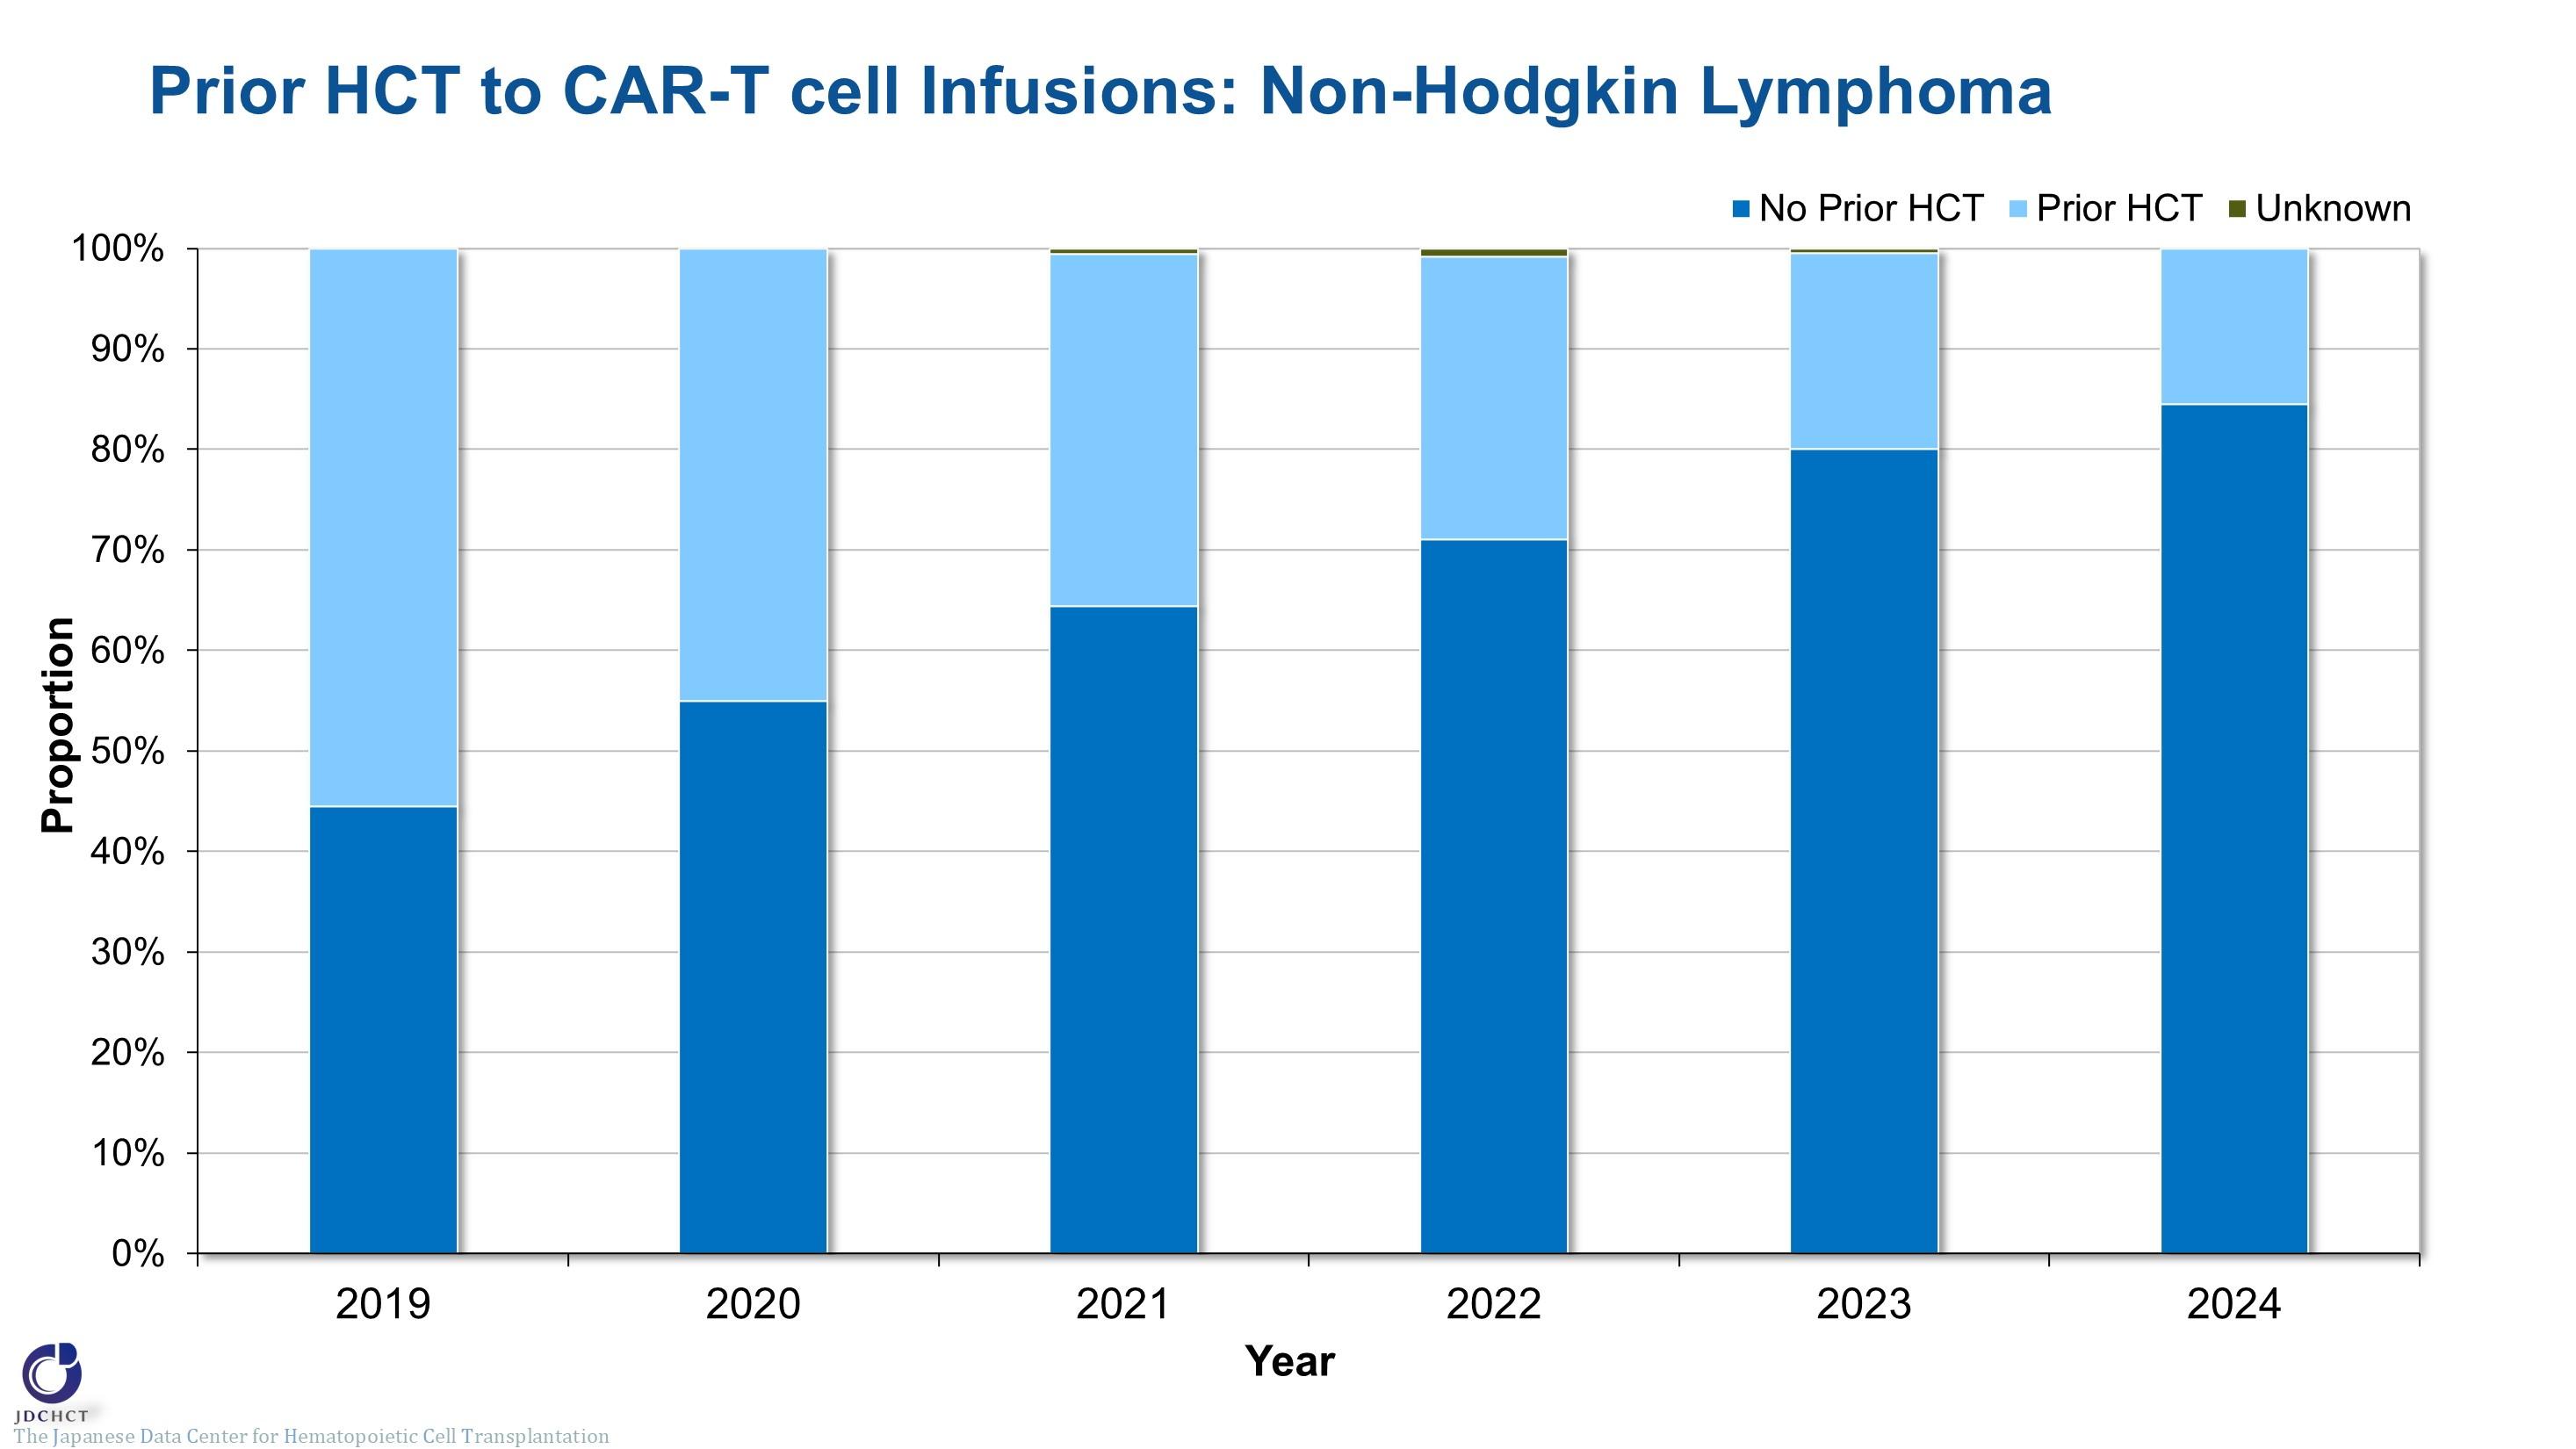 Prior HCT to CAR-T cell Infusions: Non-Hodgkin Lymphoma
No Prior HCT Prior HCT Unknown
100%
90%
80%
70%
60%
50%
40%
30%
20%
10%
0%
Proportion
2019 2020 2021 2022 2023 2024
Year
JDCHCT
The Japanese Data Center for Hematopoietic Cell Transplantation